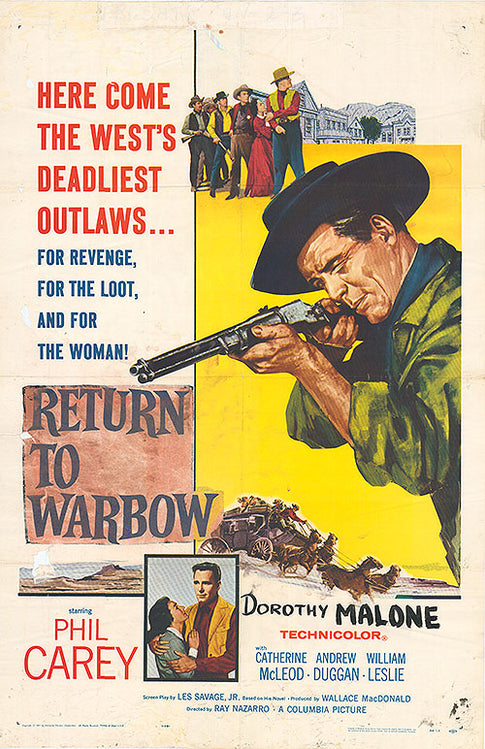 HERE COME
THE WEST'S
DEADLIEST
OUTLAWS...
FOR REVENGE,
FOR THE LOOT,
AND FOR
THE WOMAN!
RETURN
TO
WARBOW
starring
PHIL
CAREY
DOROTHY MALONE
TECHNICOLOR®
with
CATHERINE ANDREW WILLIAM
McLEOD · DUGGAN · LESLIE
Screen Play by LES SAVAGE, JR. Based on His Novel · Produced by WALLACE MacDONALD
Directed by RAY NAZARRO · A COLUMBIA PICTURE